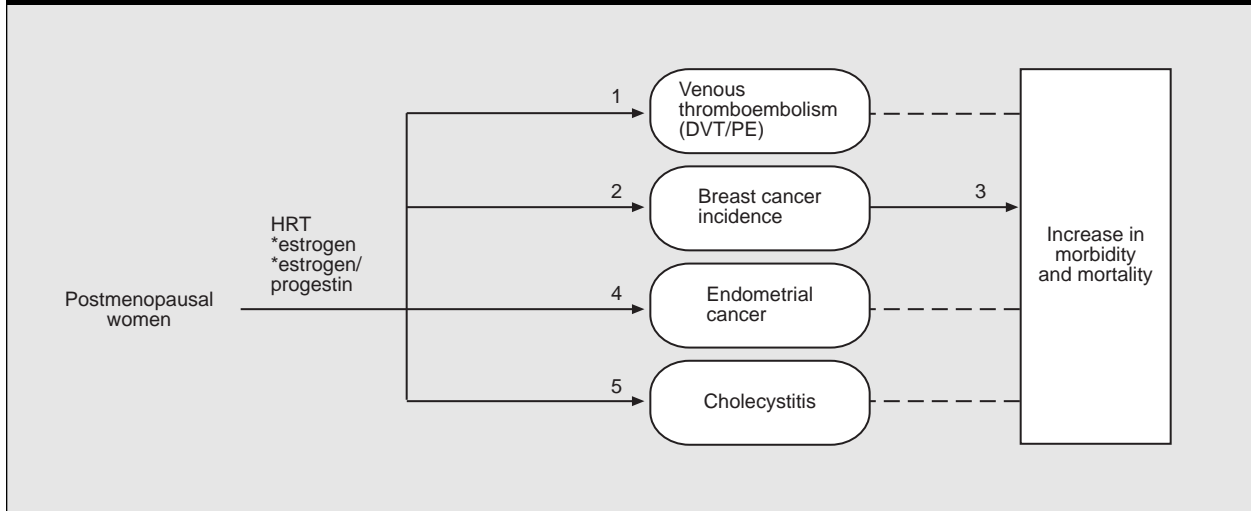 1
Venous
thromboembolism
(DVT/PE)
2
Breast cancer
incidence
3
HRT
*estrogen
*estrogen/
progestin
Increase in
morbidity
and mortality
Postmenopausal
women
4
Endometrial
cancer
5
Cholecystitis